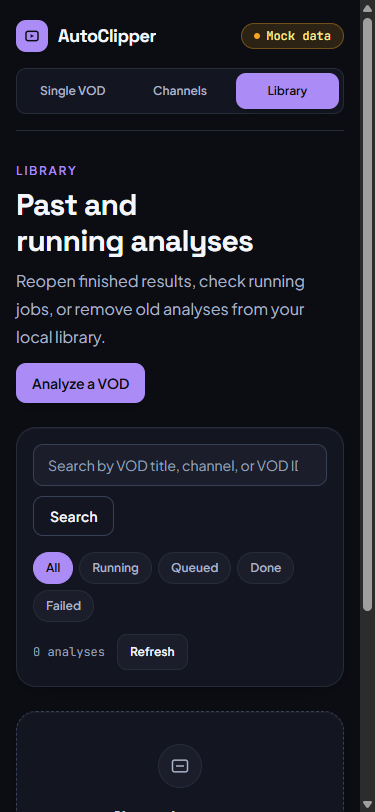 AutoClipper
Mock data
Single VOD
Channels
Library
LIBRARY
Past and
running analyses
Reopen finished results, check running
jobs, or remove old analyses from your
local library.
Analyze a VOD
Search by VOD title, channel, or VOD
Search
All
Running
Queued
Done
Failed
0 analyses
Refresh